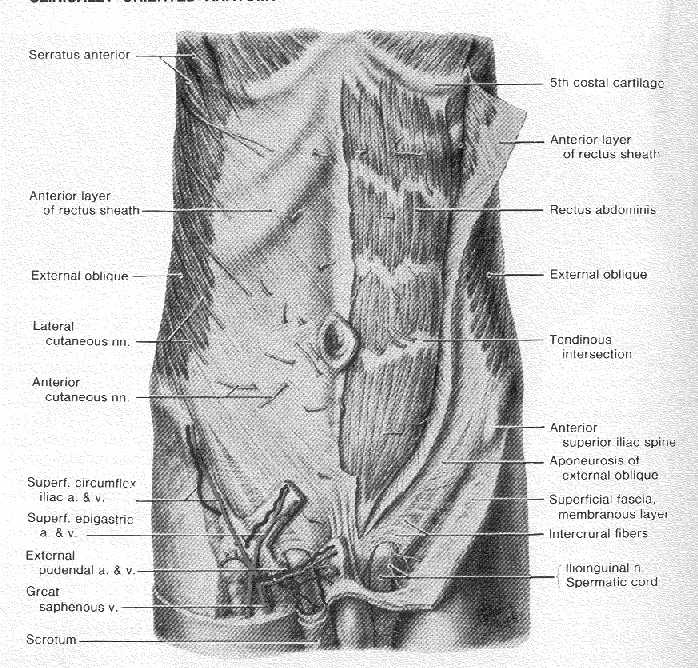 Serratus anterior
Anterior layer
of rectus sheath
External oblique
Lateral
cutaneous nn.
Anterior
cutaneous nn.
Superf. circumflex
iliac a. & v.
Superf. epigastric
a. & v.
External
pudendal a. & v.
Great
saphenous v.
Scrotum
5th costal cartilage
Anterior layer
of rectus sheath
Rectus abdominis
External oblique
Tendinous
intersection
Anterior
superior iliac spine
Aponeurosis of
external oblique
Superficial fascia,
membranous layer
Intercrural fibers
Ilioinguinal n.
Spermatic cord